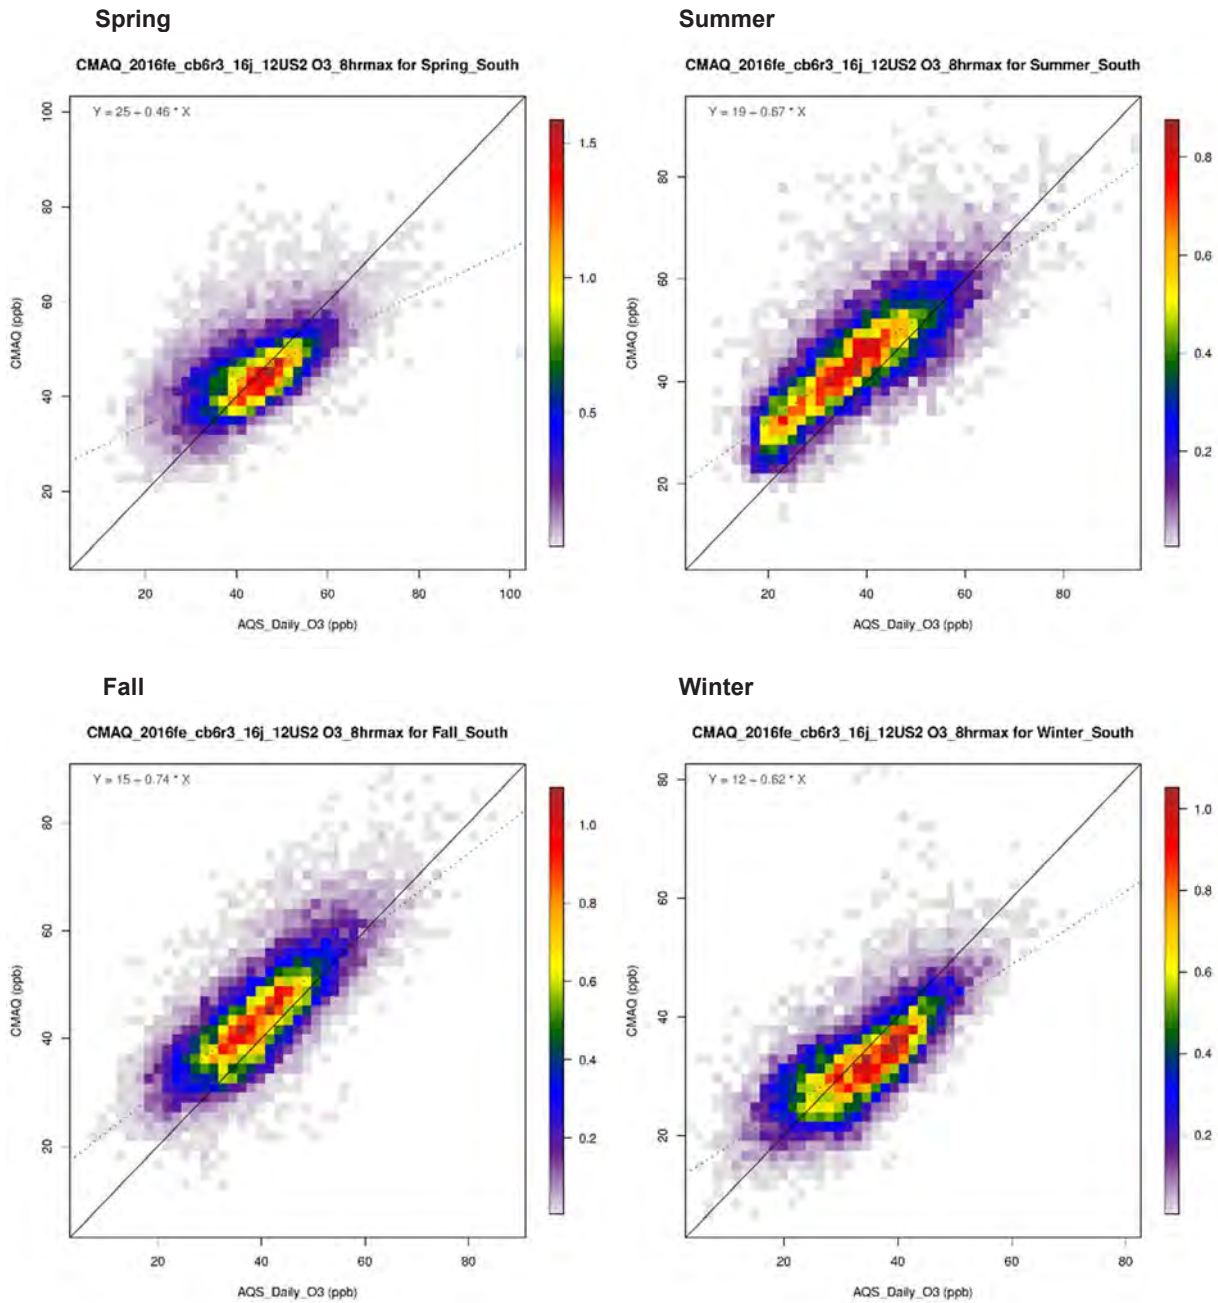 Spring
CMAQ_2016fe_cb6r3_16j_12US2 O3_8hrmax for Spring_South
Y = 25 + 0.46 * X
100
80
60
40
20
CMAQ (ppb)
20 40 60 80 100
AQS_Daily_O3 (ppb)
1.5
1.0
0.5
Summer
CMAQ_2016fe_cb6r3_16j_12US2 O3_8hrmax for Summer_South
Y = 19 + 0.67 * X
80
60
40
20
CMAQ (ppb)
20 40 60 80
AQS_Daily_O3 (ppb)
0.8
0.6
0.4
0.2
Fall
CMAQ_2016fe_cb6r3_16j_12US2 O3_8hrmax for Fall_South
Y = 15 + 0.74 * X
80
60
40
20
CMAQ (ppb)
20 40 60 80
AQS_Daily_O3 (ppb)
1.0
0.8
0.6
0.4
0.2
Winter
CMAQ_2016fe_cb6r3_16j_12US2 O3_8hrmax for Winter_South
Y = 12 + 0.62 * X
80
60
40
20
CMAQ (ppb)
20 40 60 80
AQS_Daily_O3 (ppb)
1.0
0.8
0.6
0.4
0.2